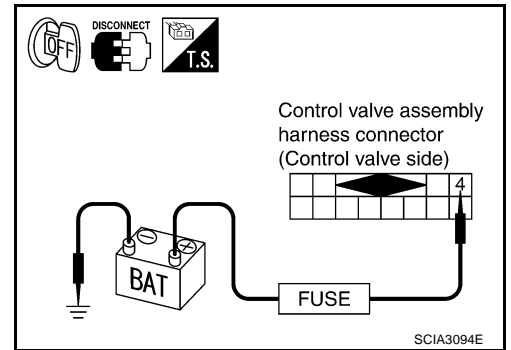 OFF
DISCONNECT
T.S.
Control valve assembly
harness connector
(Control valve side)
4
BAT
FUSE
SCIA3094E